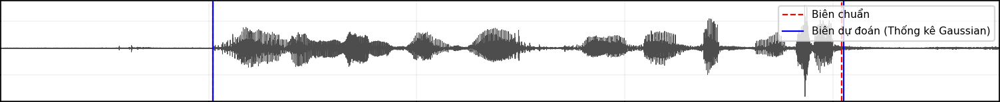 Biên chuẩn
Biên dự đoán (Thống kê Gaussian)